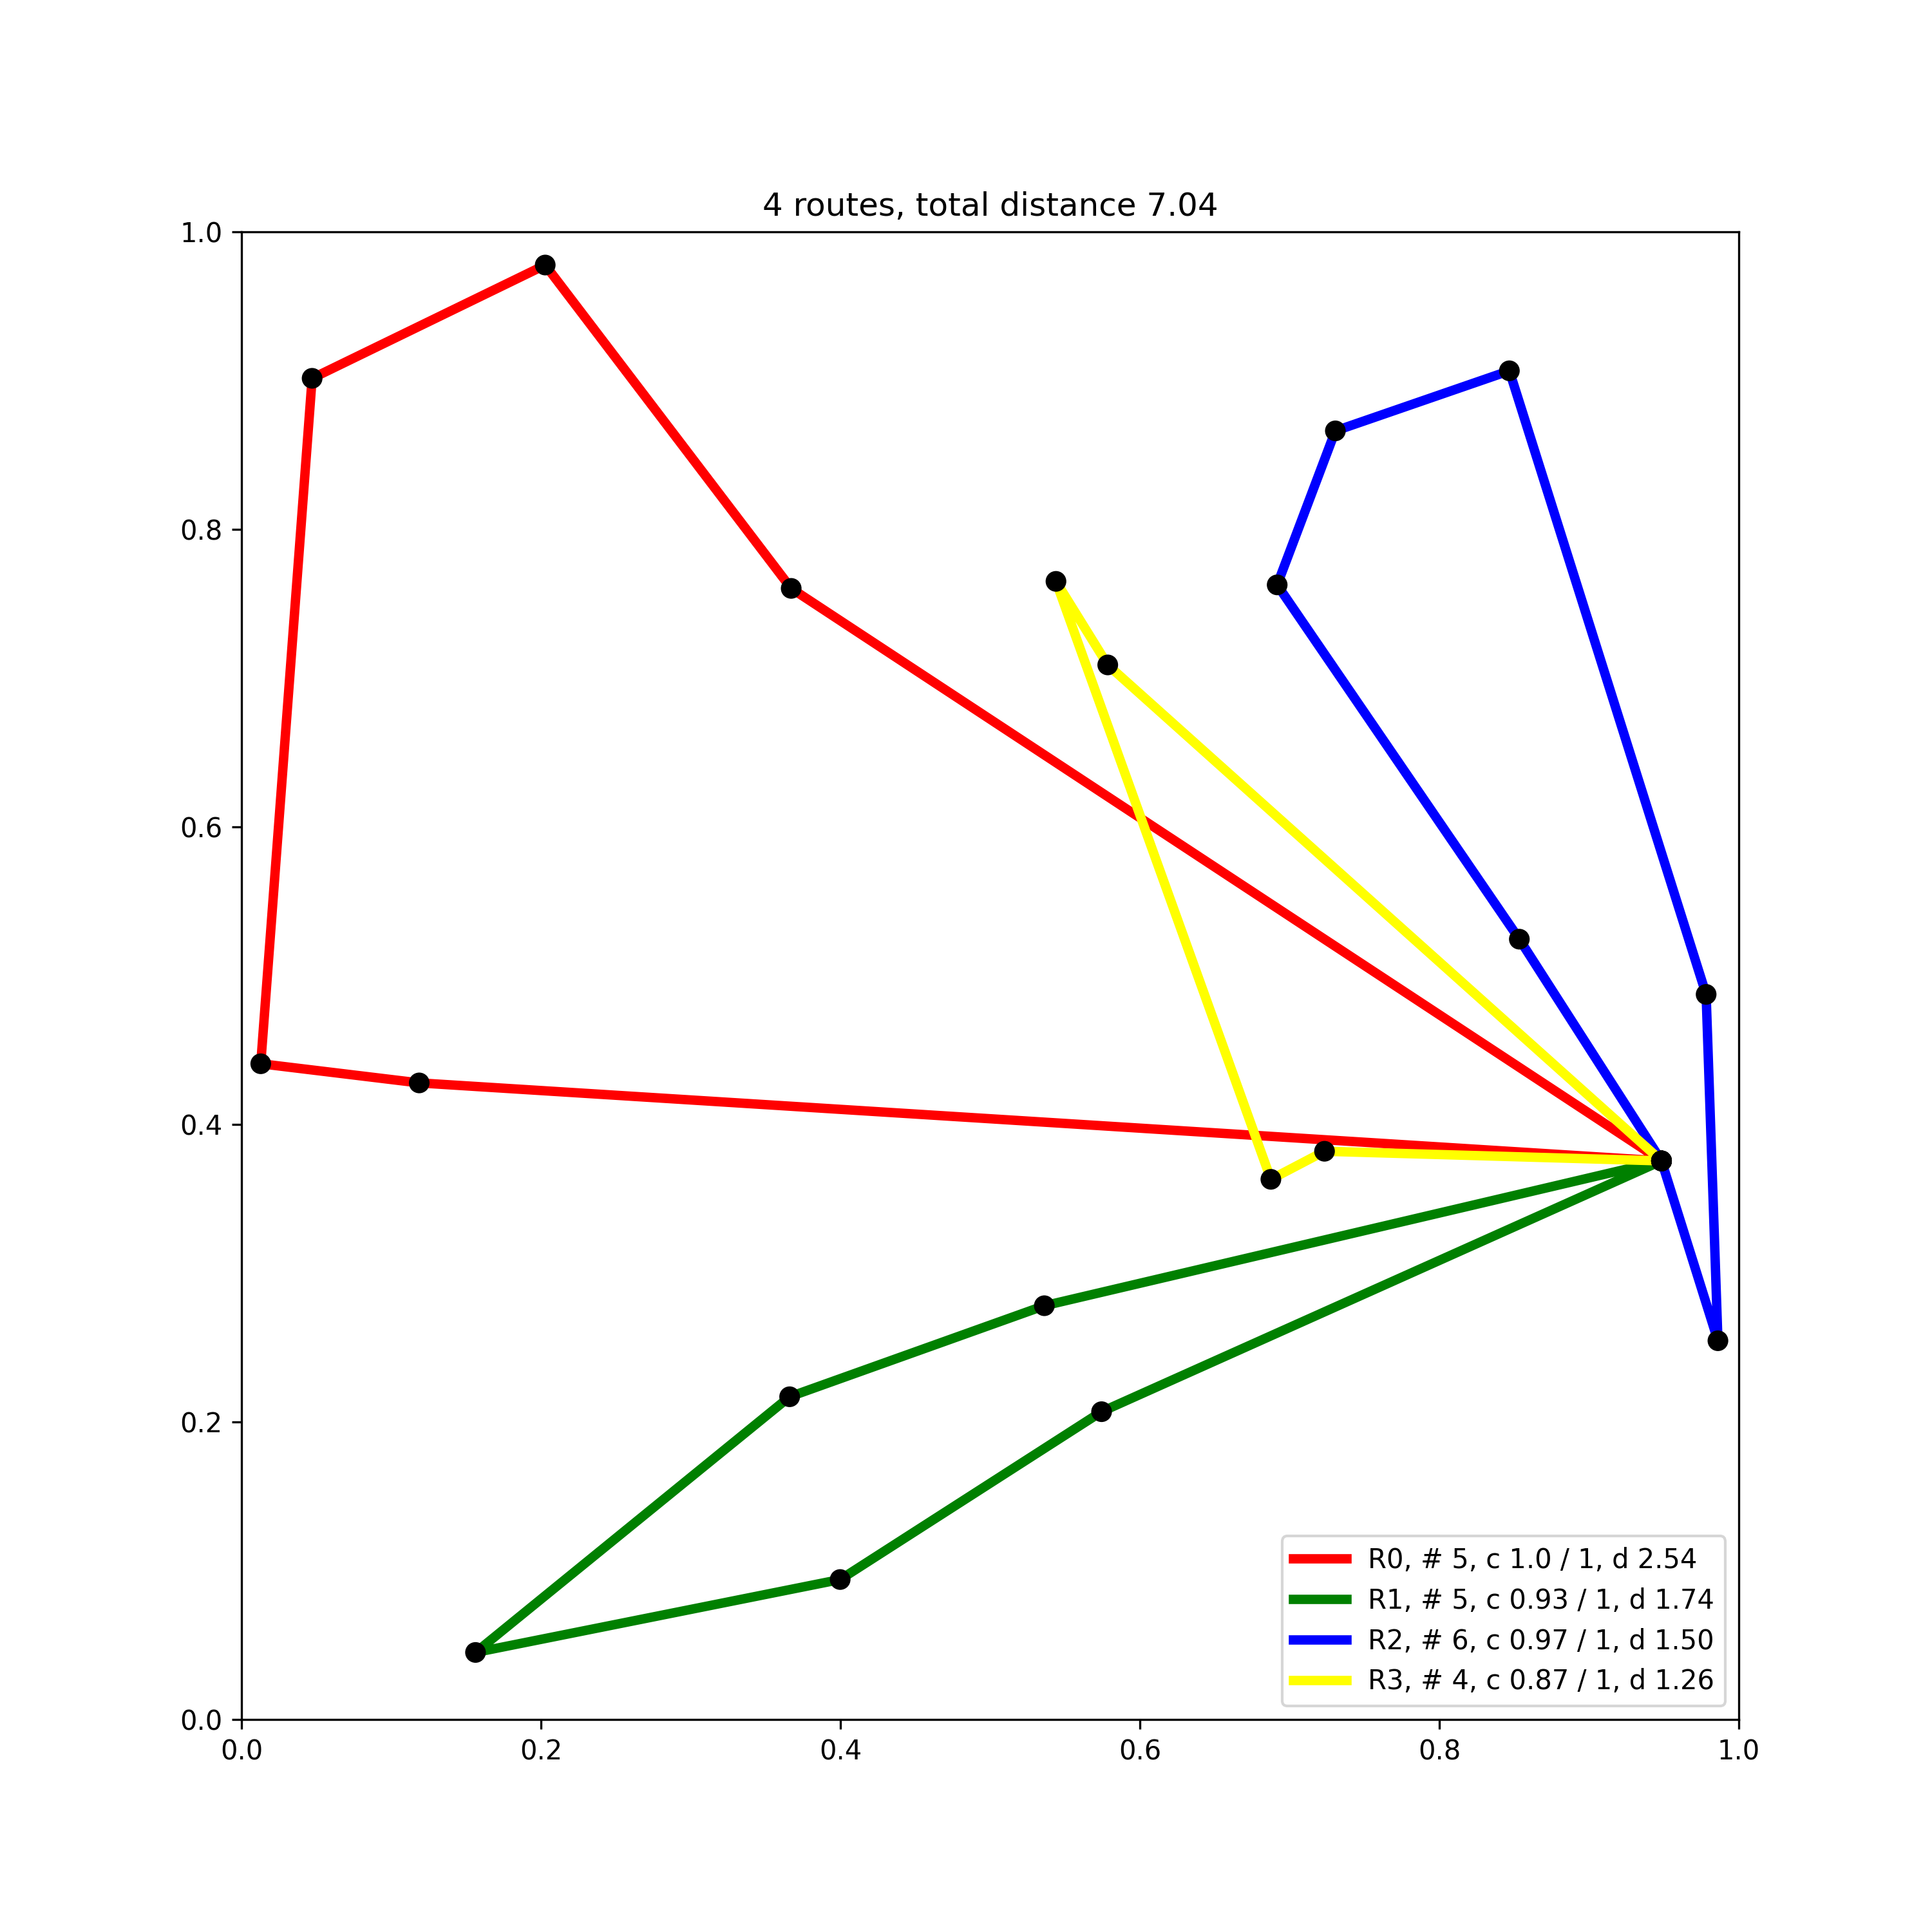 4 routes, total distance 7.04
1.0
0.8
0.6
0.4
0.2
0.0
0.0 0.2 0.4 0.6 0.8 1.0
R0, # 5, c 1.0 / 1, d 2.54
R1, # 5, c 0.93 / 1, d 1.74
R2, # 6, c 0.97 / 1, d 1.50
R3, # 4, c 0.87 / 1, d 1.26